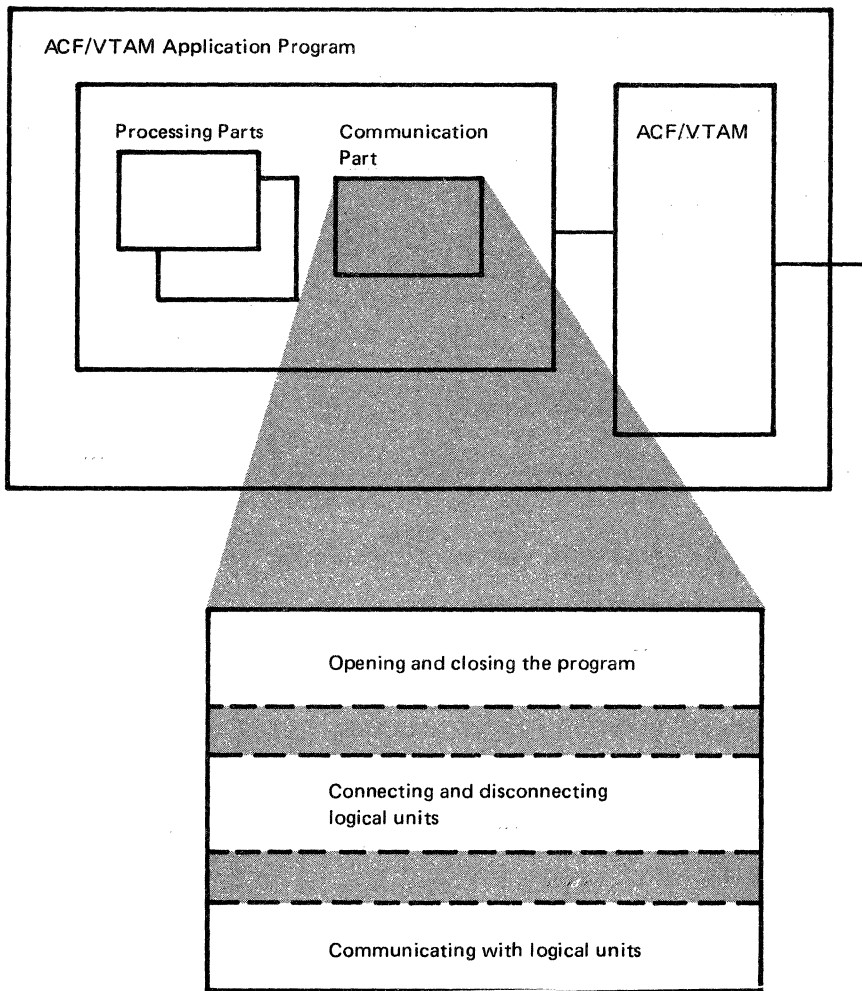 ACF/VTAM Application Program
Processing Parts
Communication
Part
ACF/VTAM
Opening and closing the program
Connecting and disconnecting
logical units
Communicating with logical units